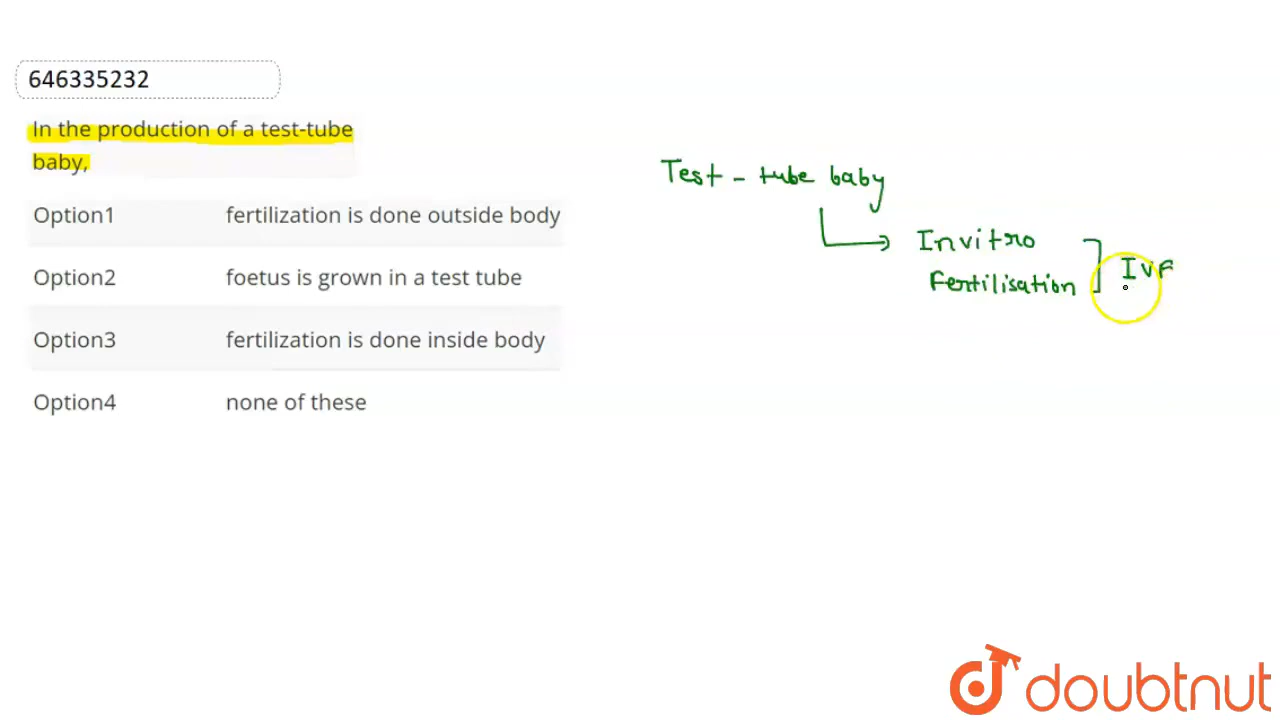 646335232
In the production of a test-tube
baby,
Option1 fertilization is done outside body
Option2 foetus is grown in a test tube
Option3 fertilization is done inside body
Option4 none of these
Test - tube baby
Invitro
Fertilisation
IVF
doubtnut